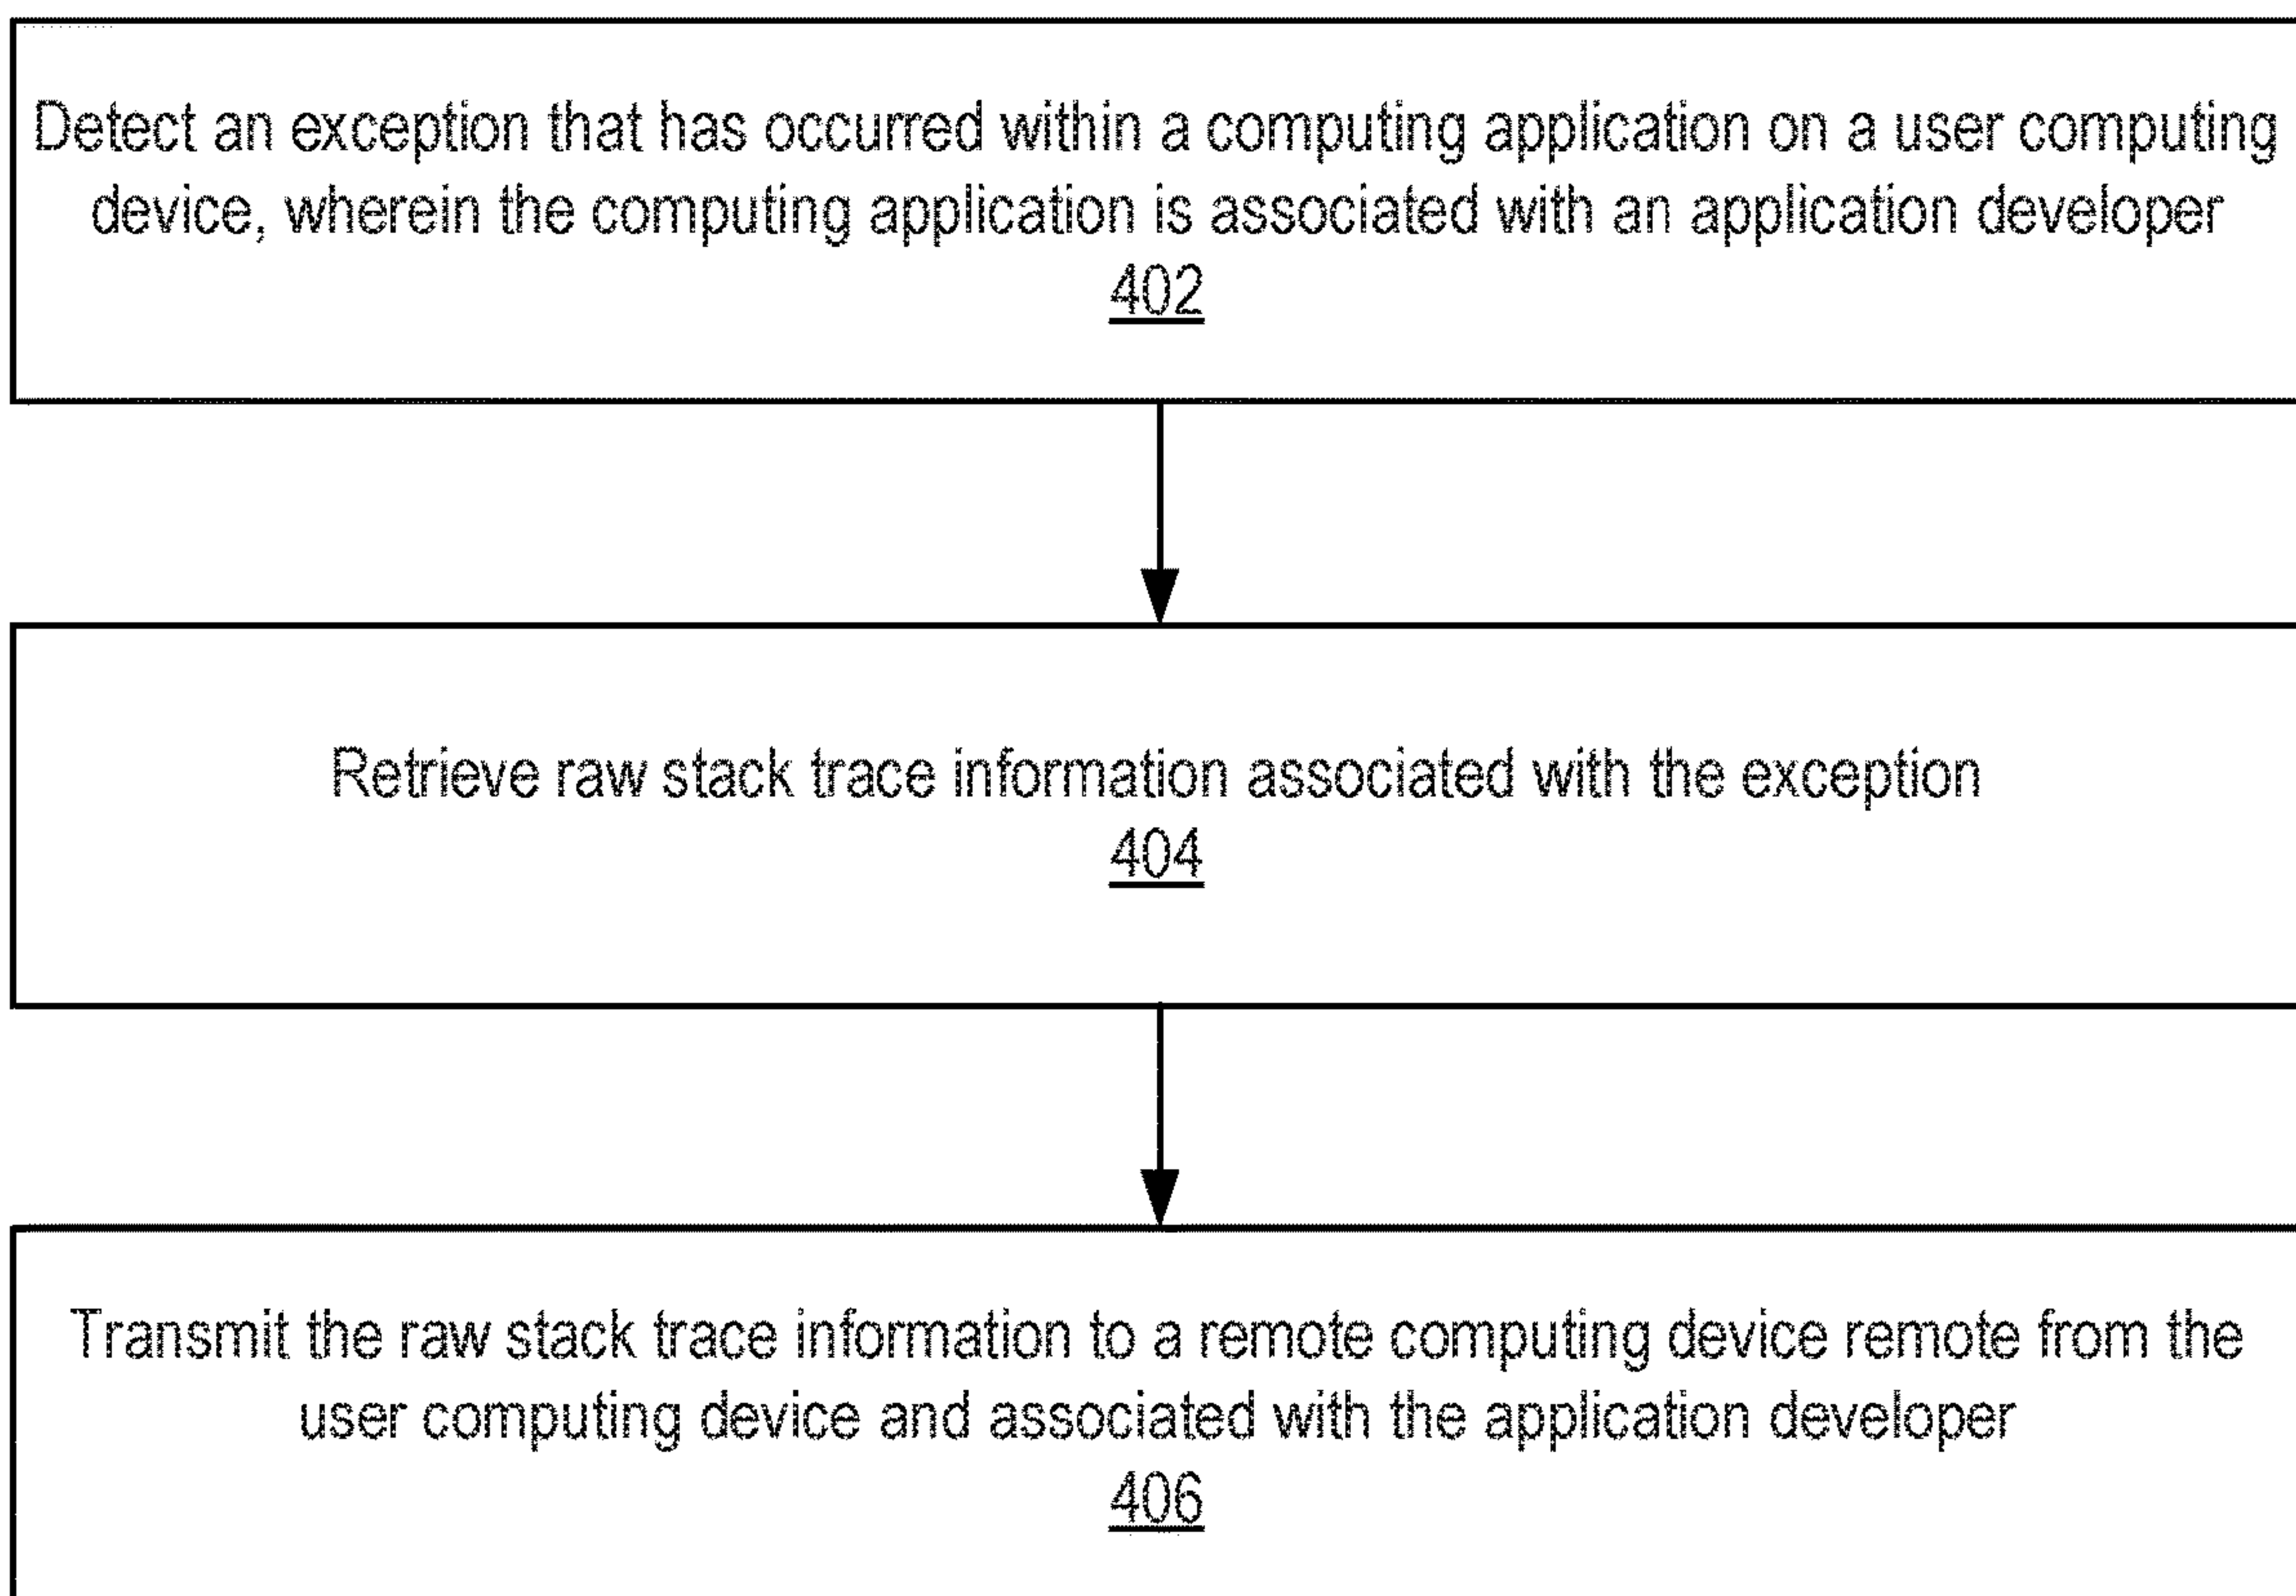 Detect an exception that has occurred within a computing application on a user computing
device, wherein the computing application is associated with an application developer
402
Retrieve raw stack trace information associated with the exception
404
Transmit the raw stack trace information to a remote computing device remote from the
user computing device and associated with the application developer
406